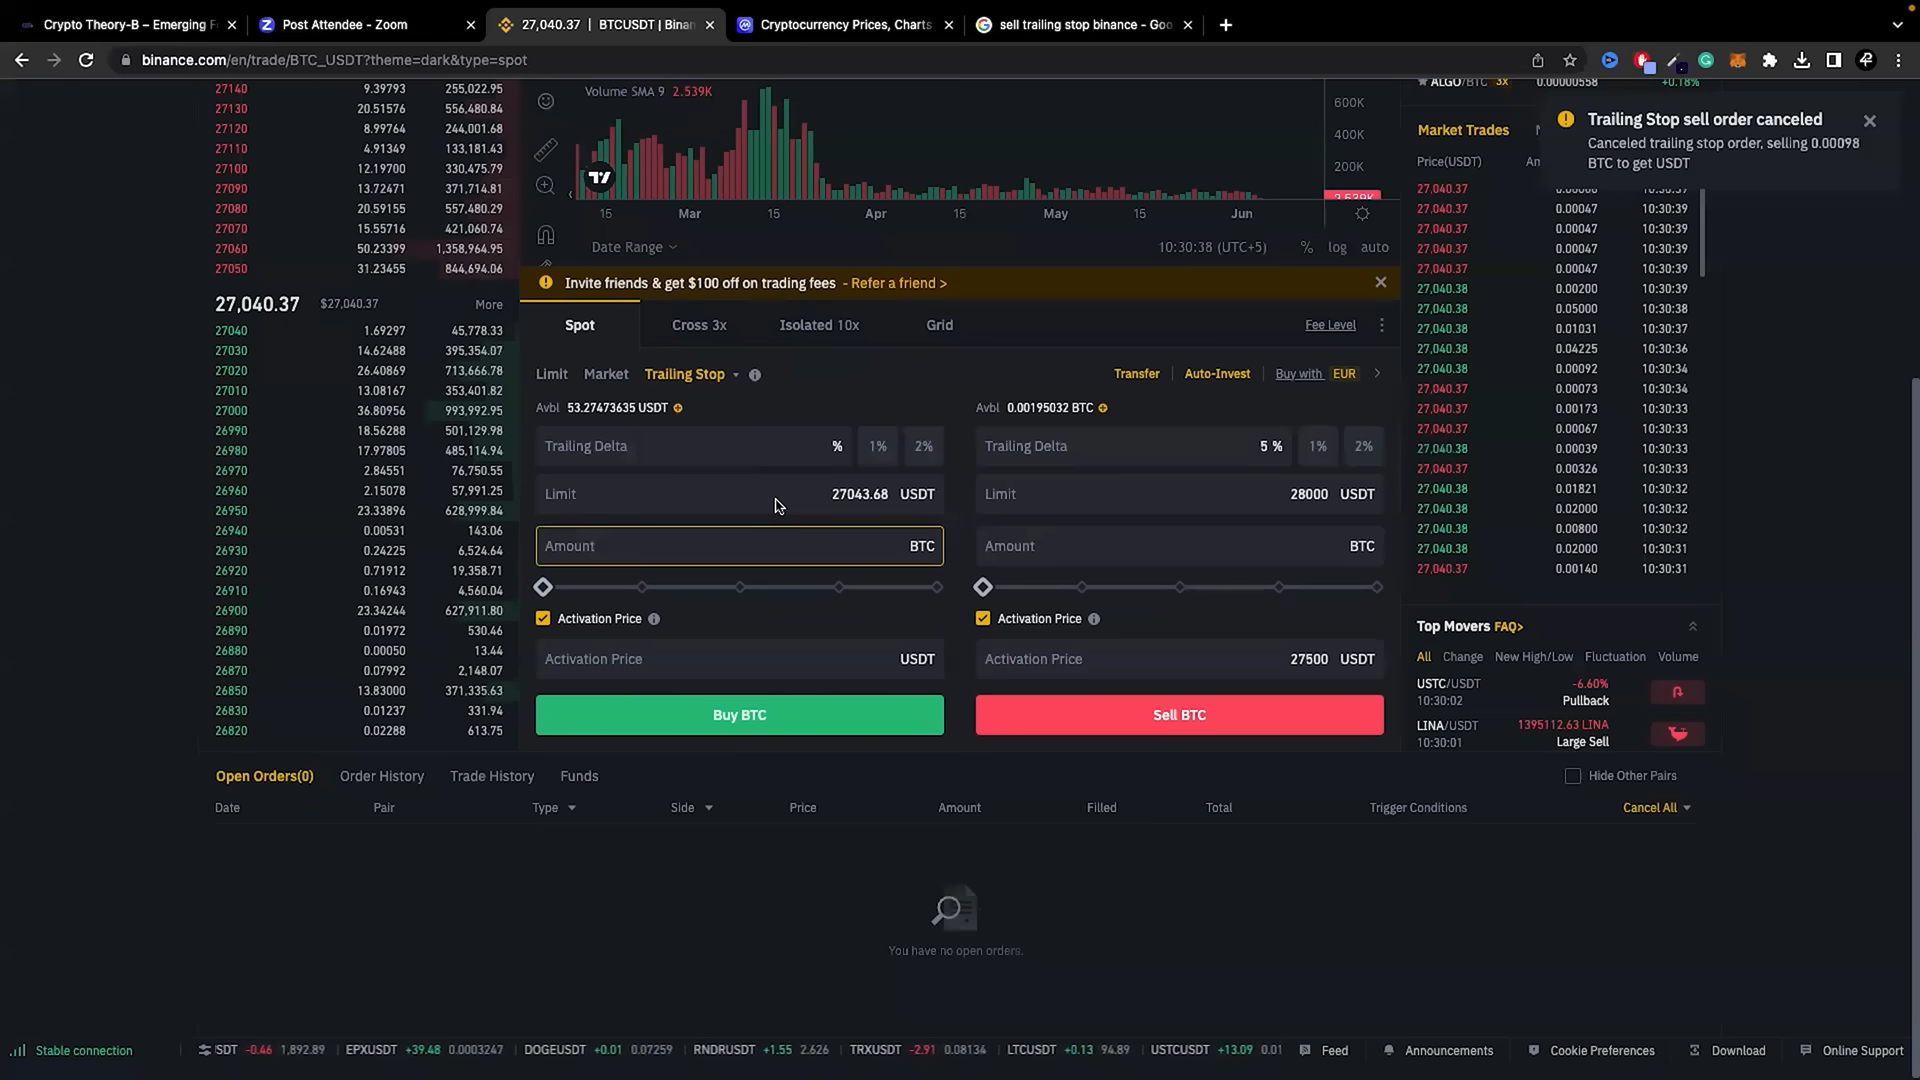 Crypto Theory-B – Emerging F
Post Attendee - Zoom
27,040.37 | BTCUSDT | Binan
Cryptocurrency Prices, Charts
sell trailing stop binance - Goo
binance.com/en/trade/BTC_USDT?theme=dark&type=spot
27140 9.39793 255,022.95
27130 20.51576 556,480.84
27120 8.99764 244,001.68
27110 4.91349 133,181.43
27100 12.19700 330,475.79
27090 13.72471 371,714.81
27080 20.59155 557,480.29
27070 15.55716 421,060.74
27060 50.23399 1,358,964.95
27050 31.23455 844,694.06
27,040.37 $27,040.37 More
27040 1.69297 45,778.33
27030 14.62488 395,354.07
27020 26.40869 713,666.78
27010 13.08167 353,401.82
27000 36.80956 993,992.95
26990 18.56288 501,129.98
26980 17.97805 485,114.94
26970 2.84551 76,750.55
26960 2.15078 57,991.25
26950 23.33896 628,999.84
26940 0.00531 143.06
26930 0.24225 6,524.64
26920 0.71912 19,358.71
26910 0.16943 4,560.04
26900 23.34244 627,911.80
26890 0.01972 530.46
26880 0.00050 13.44
26870 0.07992 2,148.07
26850 13.83000 371,335.63
26830 0.01237 331.94
26820 0.02288 613.75
Volume SMA 9 2.539K
600K
400K
200K
2.539K
15 Mar 15 Apr 15 May 15 Jun
Date Range
10:30:38 (UTC+5) % log auto
Invite friends & get $100 off on trading fees - Refer a friend >
Spot Cross 3x Isolated 10x Grid Fee Level
Limit Market Trailing Stop
Transfer Auto-Invest Buy with EUR
Avbl 53.27473635 USDT
Trailing Delta % 1% 2%
Limit 27043.68 USDT
Amount BTC
Activation Price
Activation Price USDT
Buy BTC
Avbl 0.00195032 BTC
Trailing Delta 5 % 1% 2%
Limit 28000 USDT
Amount BTC
Activation Price
Activation Price 27500 USDT
Sell BTC
ALGO/BTC 3x 0.00000558 +0.18%
Trailing Stop sell order canceled
Canceled trailing stop order, selling 0.00098
BTC to get USDT
Market Trades
Price(USDT) Am
27,040.37 10:30:39
27,040.37 0.00047 10:30:39
27,040.37 0.00047 10:30:39
27,040.37 0.00047 10:30:39
27,040.37 0.00047 10:30:39
27,040.38 0.00200 10:30:39
27,040.38 0.05000 10:30:38
27,040.38 0.01031 10:30:37
27,040.38 0.04225 10:30:36
27,040.38 0.00092 10:30:34
27,040.37 0.00073 10:30:34
27,040.37 0.00173 10:30:33
27,040.37 0.00067 10:30:33
27,040.38 0.00039 10:30:33
27,040.37 0.00326 10:30:33
27,040.38 0.01821 10:30:32
27,040.38 0.02000 10:30:32
27,040.38 0.00800 10:30:32
27,040.38 0.02000 10:30:31
27,040.37 0.00140 10:30:31
Top Movers FAQ>
All Change New High/Low Fluctuation Volume
USTC/USDT -6.60%
10:30:02 Pullback
LINA/USDT 1395112.63 LINA
10:30:01 Large Sell
Open Orders(0) Order History Trade History Funds
Hide Other Pairs
Date Pair Type Side Price Amount Filled Total Trigger Conditions Cancel All
You have no open orders.
Stable connection
SDT -0.46 1,892.89 EPXUSDT +39.48 0.0003247 DOGEUSDT +0.01 0.07259 RNDRUSDT +1.55 2.626 TRXUSDT -2.91 0.08134 LTCUSDT +0.13 94.89 USTCUSDT +13.09 0.01
Feed Announcements Cookie Preferences Download Online Support